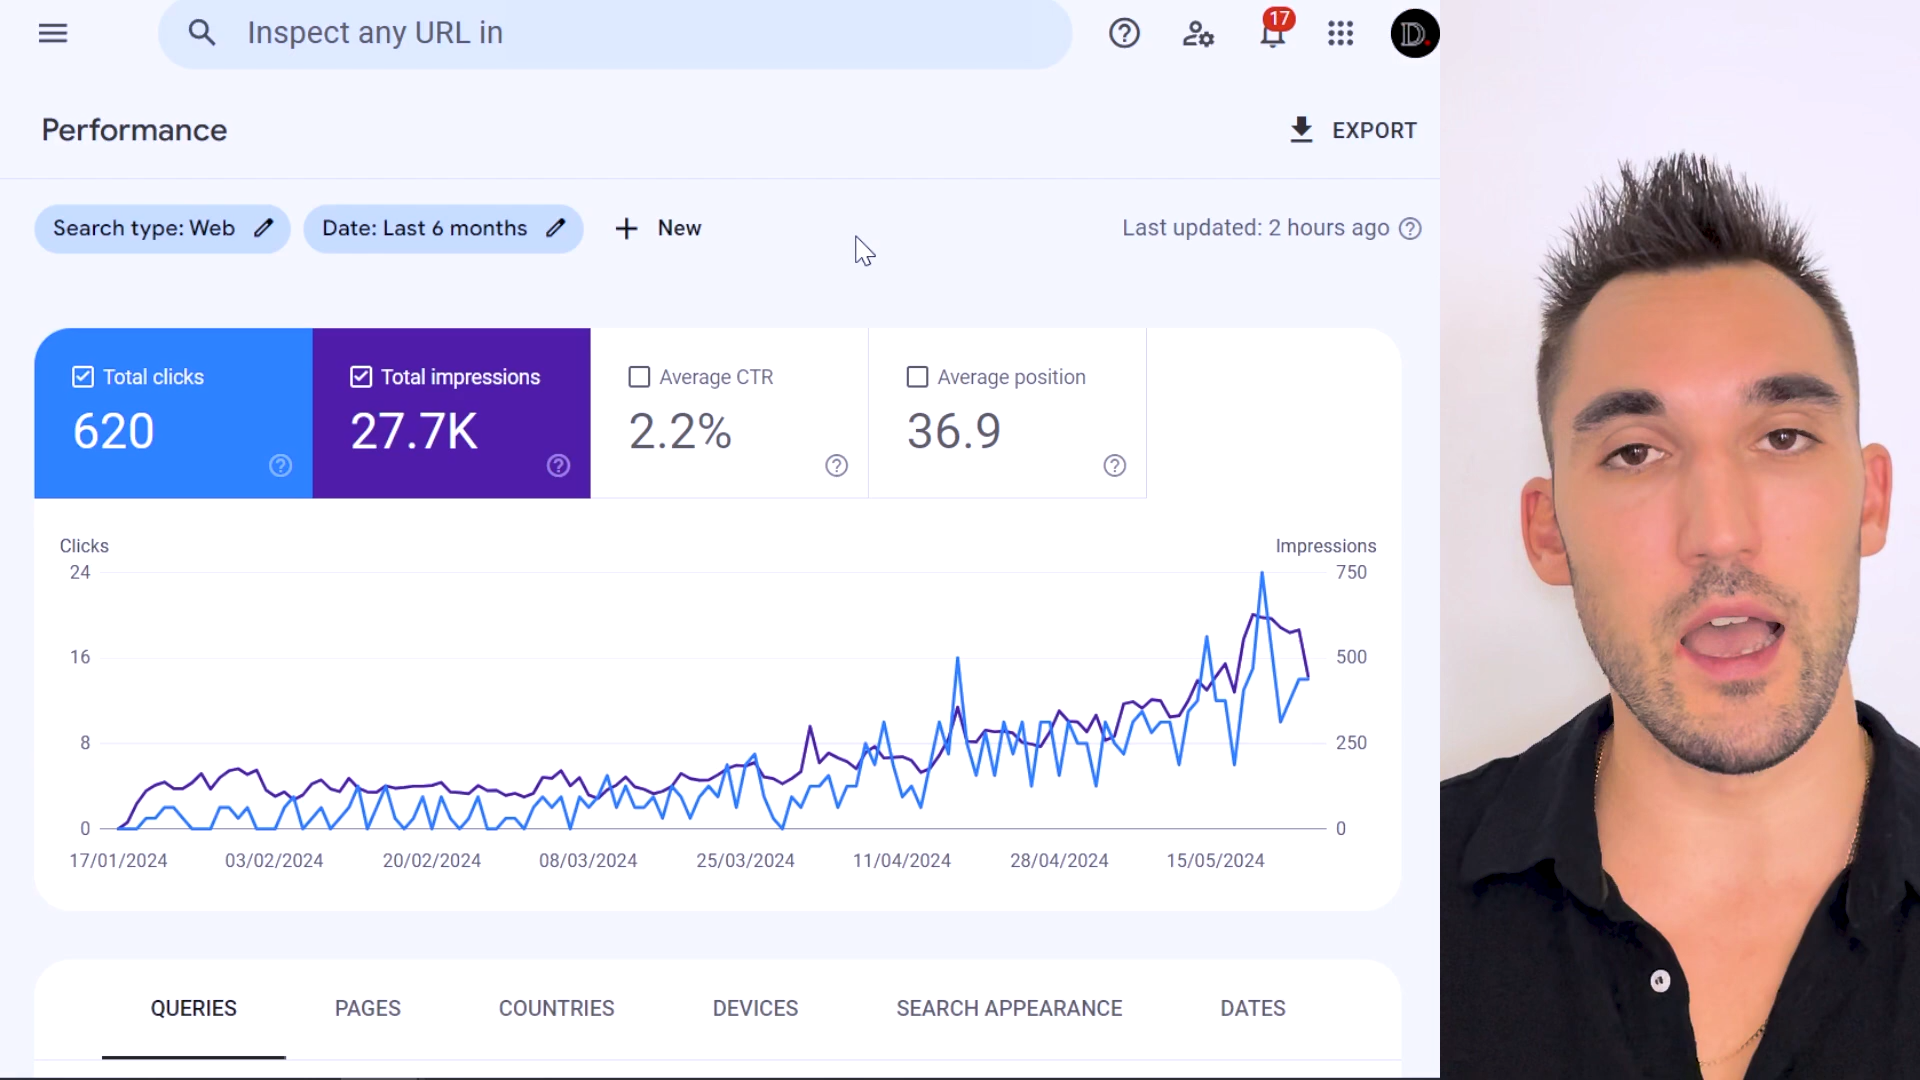 Inspect any URL in
17
D.
Performance
EXPORT
Search type: Web
Date: Last 6 months
+ New
Last updated: 2 hours ago
Total clicks
620
Total impressions
27.7K
Average CTR
2.2%
Average position
36.9
Clicks
Impressions
24
750
16
500
8
250
0
0
17/01/2024
03/02/2024
20/02/2024
08/03/2024
25/03/2024
11/04/2024
28/04/2024
15/05/2024
QUERIES
PAGES
COUNTRIES
DEVICES
SEARCH APPEARANCE
DATES